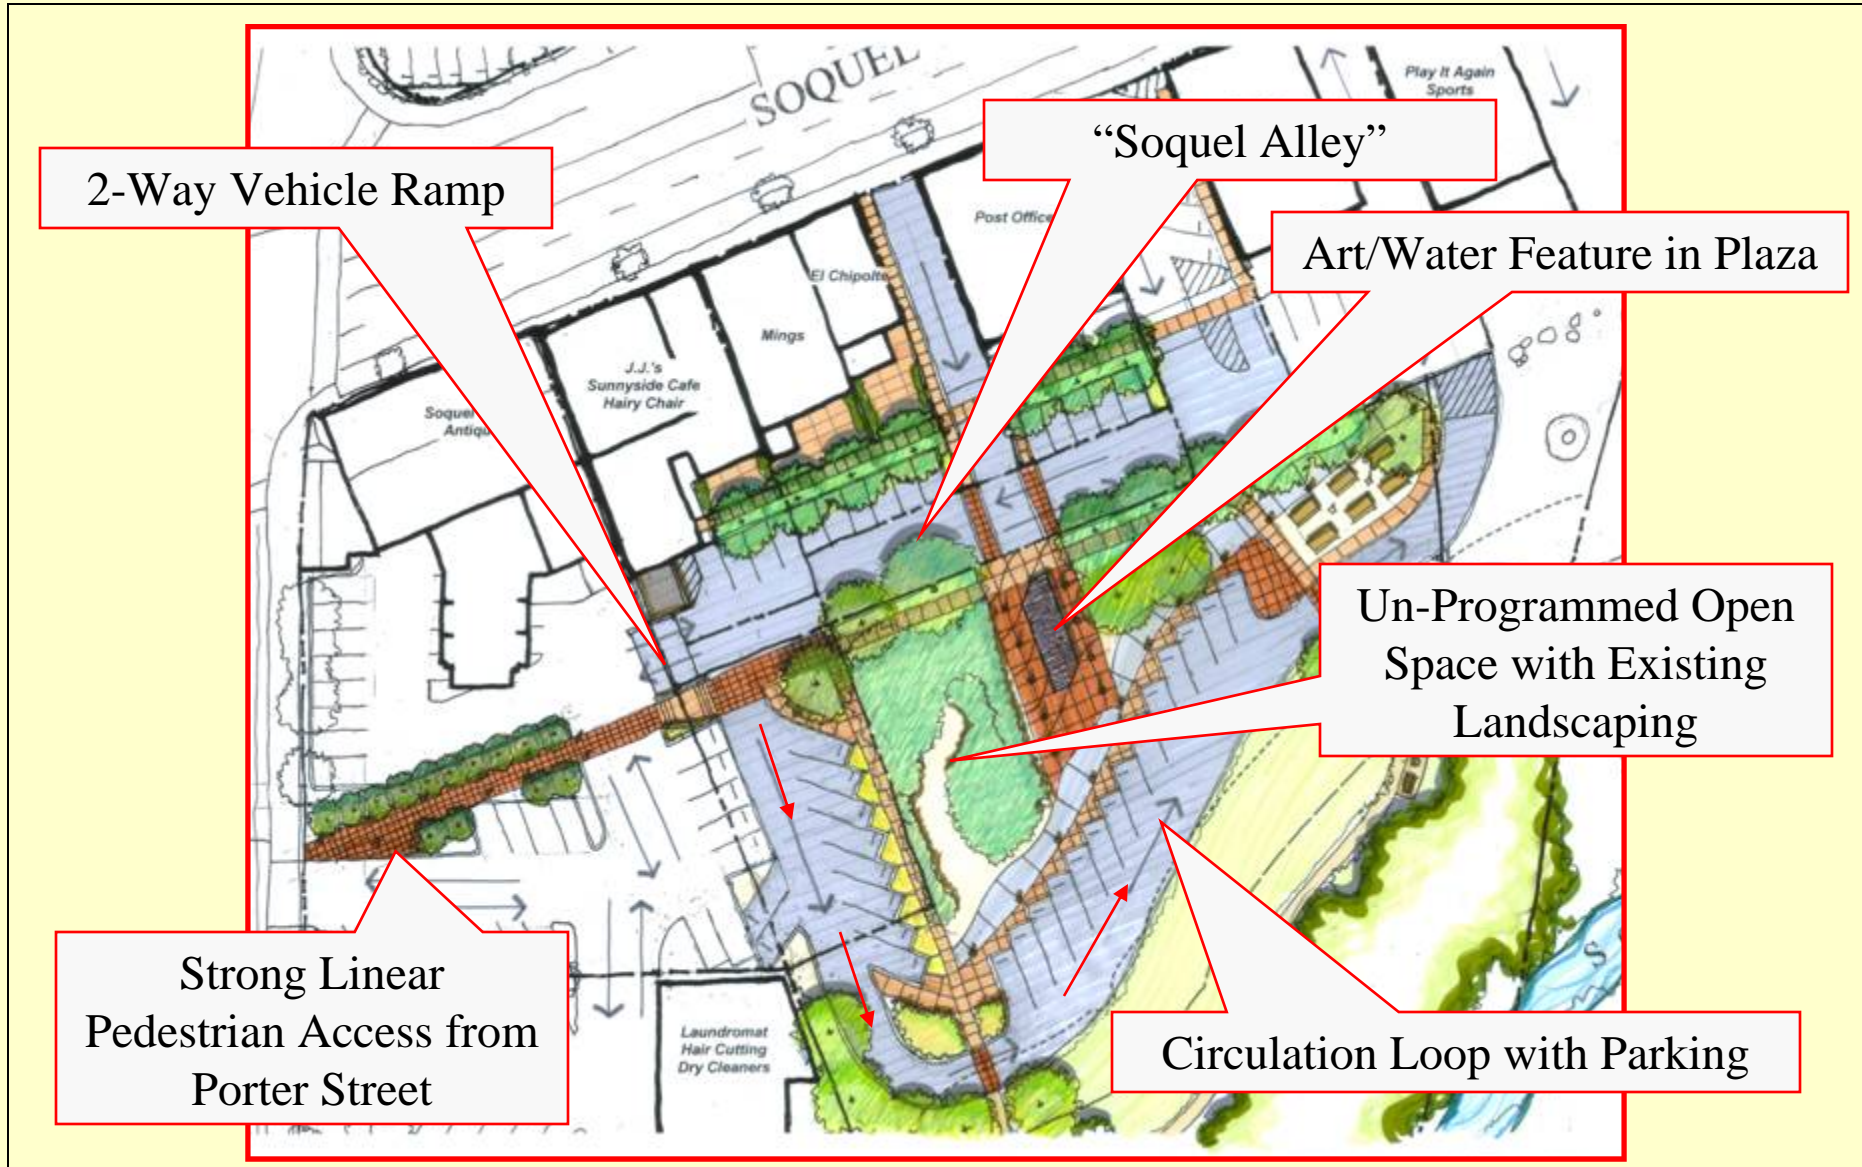 SOQUEL
Play It Again
Sports
“Soquel Alley”
2-Way Vehicle Ramp
Post Office
Art/Water Feature in Plaza
El Chipolte
Mings
J.J.'s
Sunnyside Cafe
Hairy Chair
Soquel
Un-Programmed Open
Space with Existing
Landscaping
Strong Linear
Pedestrian Access from
Porter Street
Laundromat
Hair Cutting
Dry Cleaners
Circulation Loop with Parking
S